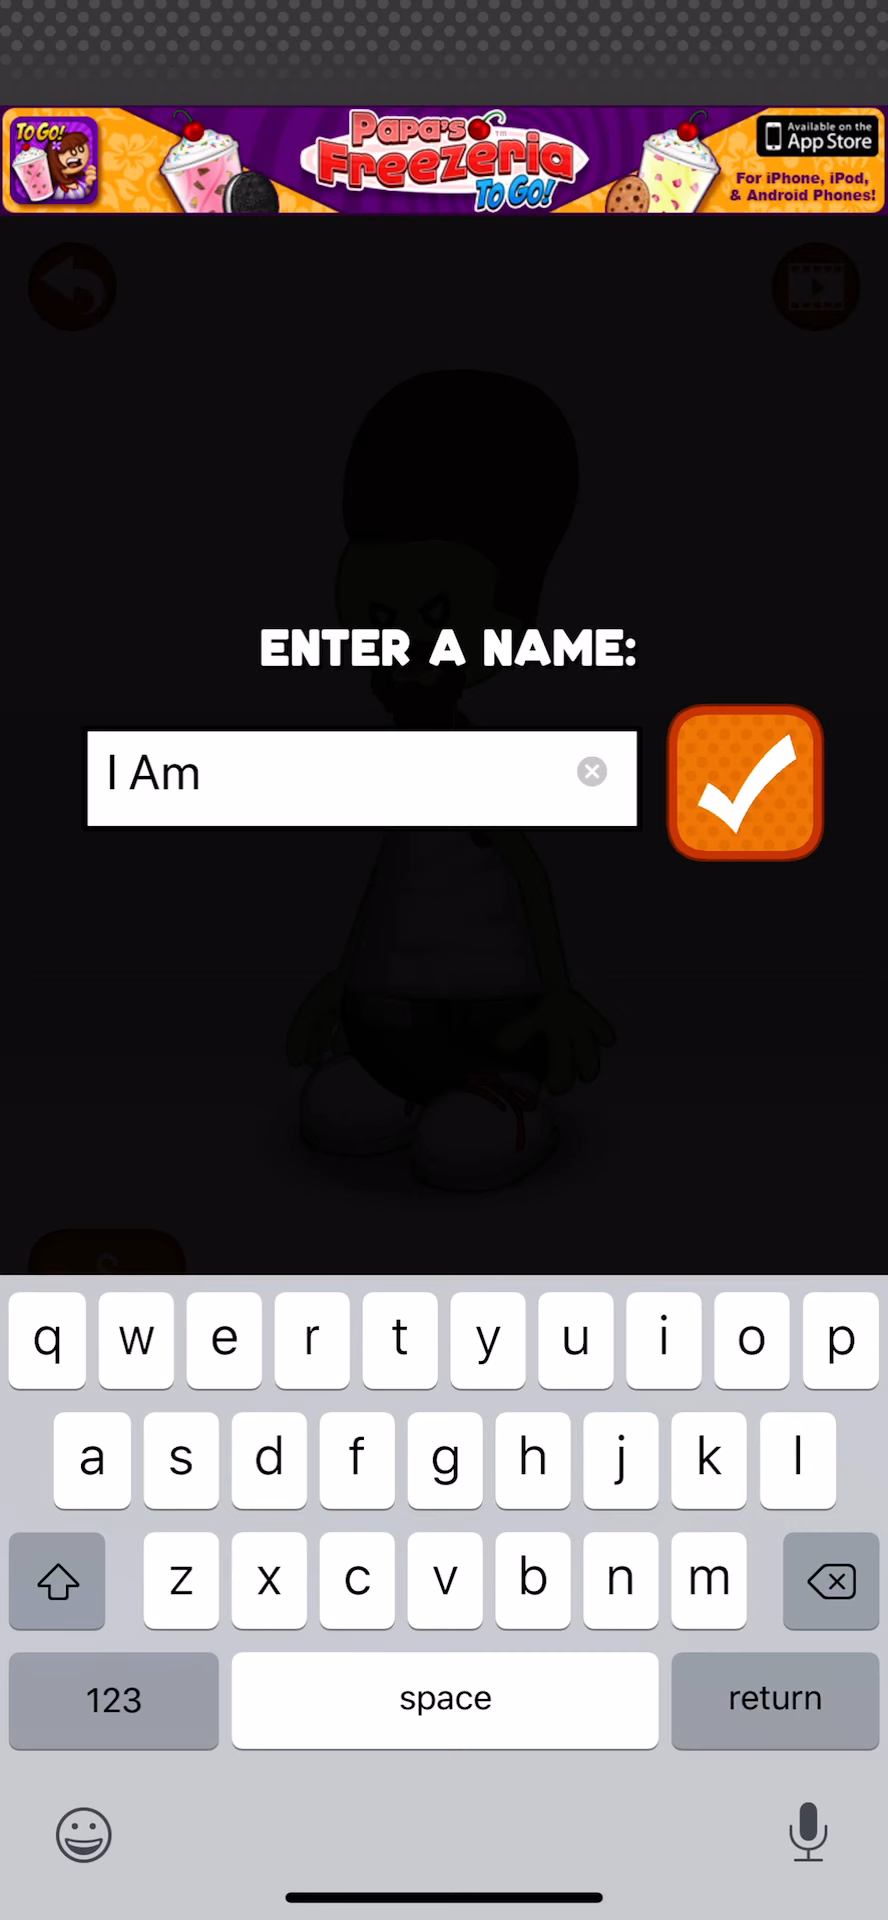 TO GO!
Papa's
Freezeria
TM
TO GO!
Available on the
App Store
For iPhone, iPod,
& Android Phones!
ENTER A NAME:
I Am
q w e r t y u i o p
a s d f g h j k l
z x c v b n m
123 space return